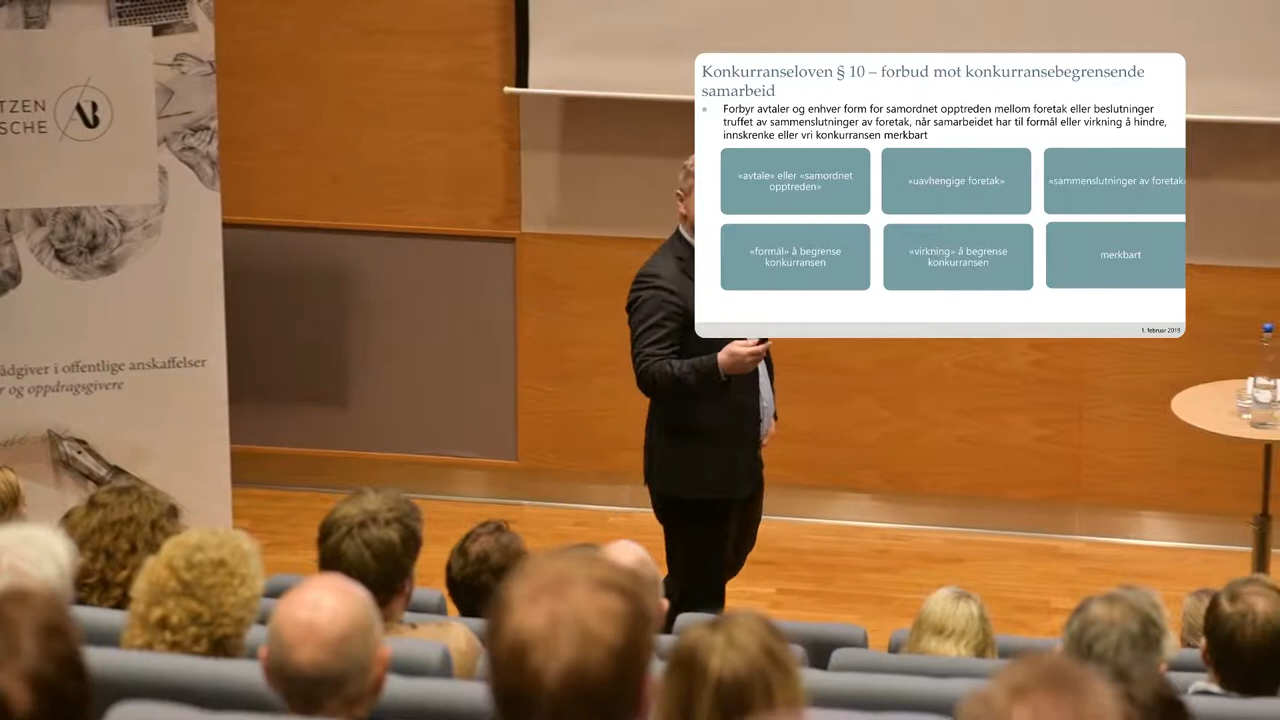 TZEN
SCHE
AB
ådgiver i offentlige anskaffelser
r og oppdragsgivere
Konkurranseloven § 10 – forbud mot konkurransebegrensende
samarbeid
Forbyr avtaler og enhver form for samordnet opptreden mellom foretak eller beslutninger
truffet av sammenslutninger av foretak, når samarbeidet har til formål eller virkning å hindre,
innskrenke eller vri konkurransen merkbart
«avtale» eller «samordnet
opptreden»
«uavhengige foretak»
«sammenslutninger av foretak»
«formål» å begrense
konkurransen
«virkning» å begrense
konkurransen
merkbart
1. februar 2019